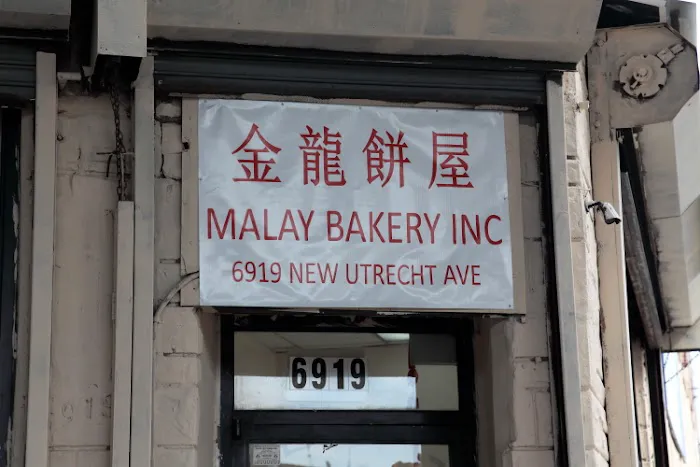 金龍餅屋
MALAY BAKERY INC
6919 NEW UTRECHT AVE
6919